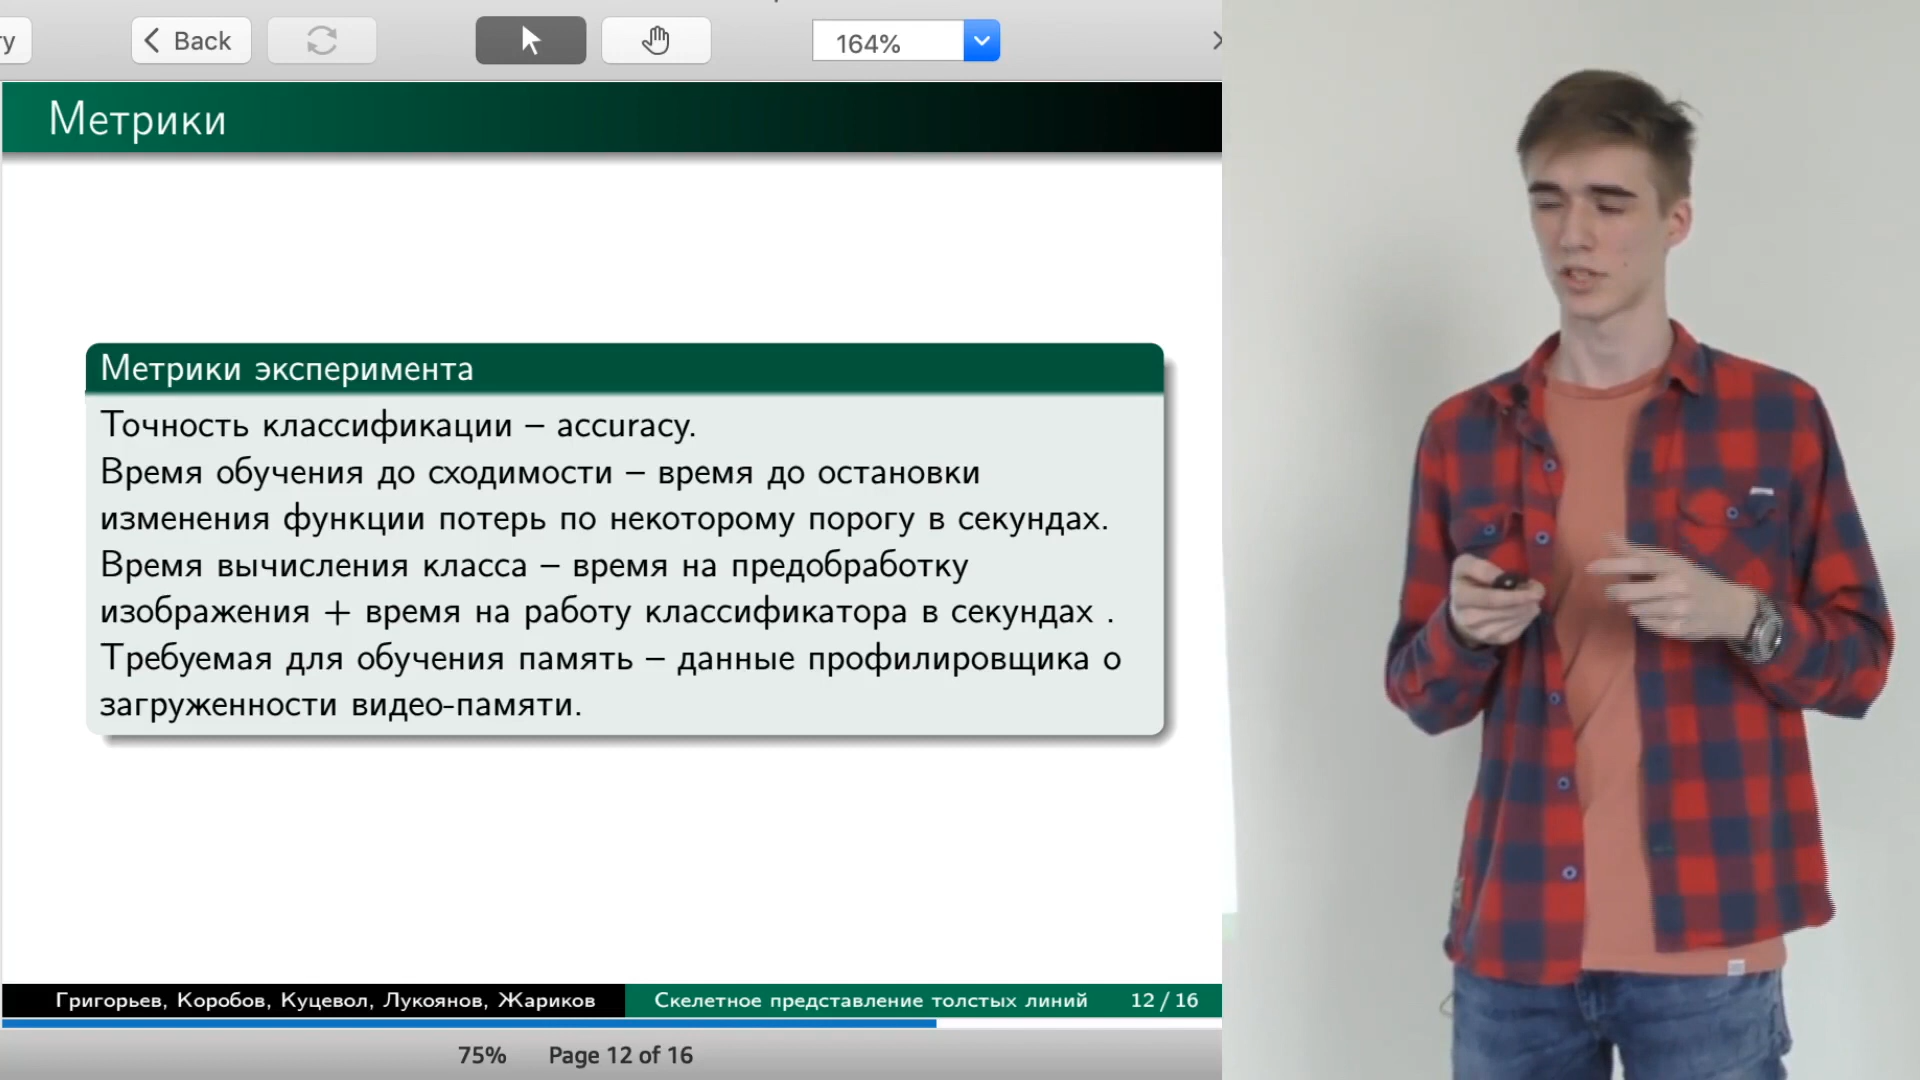 Back
164%
Метрики
Метрики эксперимента
Точность классификации – accuracy.
Время обучения до сходимости – время до остановки
изменения функции потерь по некоторому порогу в секундах.
Время вычисления класса – время на предобработку
изображения + время на работу классификатора в секундах .
Требуемая для обучения память – данные профилировщика о
загруженности видео-памяти.
Григорьев, Коробов, Куцевол, Лукоянов, Жариков
Скелетное представление толстых линий 12 / 16
75% Page 12 of 16